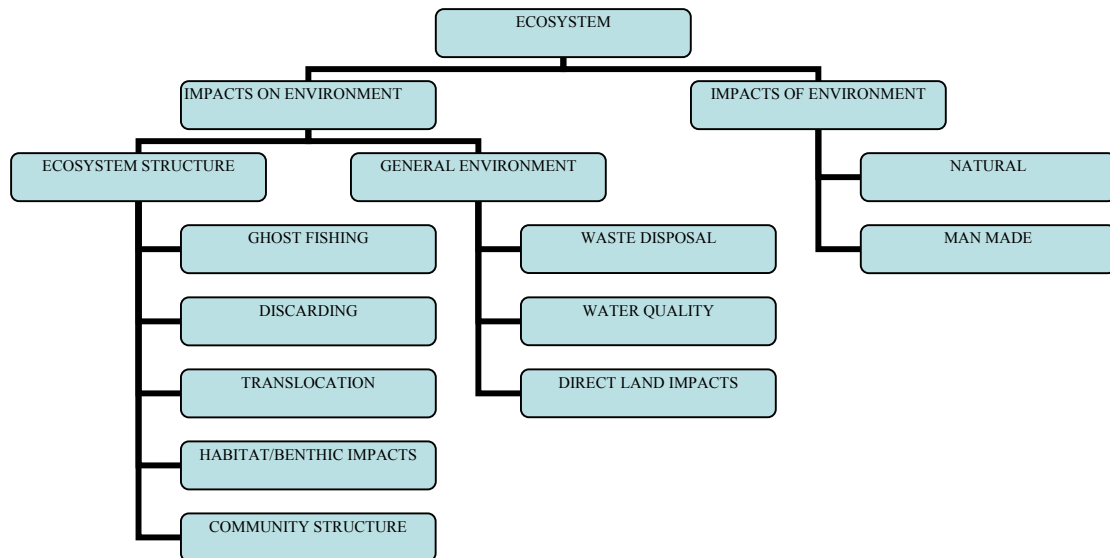 ECOSYSTEM
IMPACTS ON ENVIRONMENT
IMPACTS OF ENVIRONMENT
ECOSYSTEM STRUCTURE
GENERAL ENVIRONMENT
NATURAL
GHOST FISHING
WASTE DISPOSAL
MAN MADE
DISCARDING
WATER QUALITY
TRANSLOCATION
DIRECT LAND IMPACTS
HABITAT/BENTHIC IMPACTS
COMMUNITY STRUCTURE